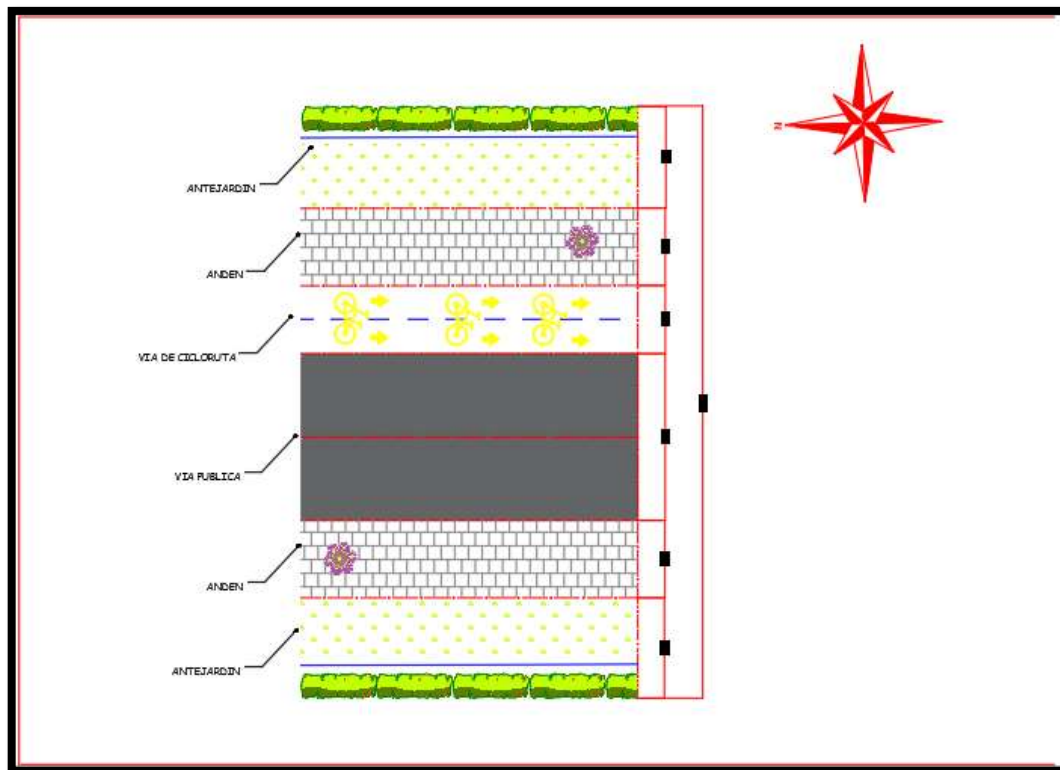 N
ANTEJARDIN
ANDEN
VIA DE CICLORUTA
VIA PUBLICA
ANDEN
ANTEJARDIN